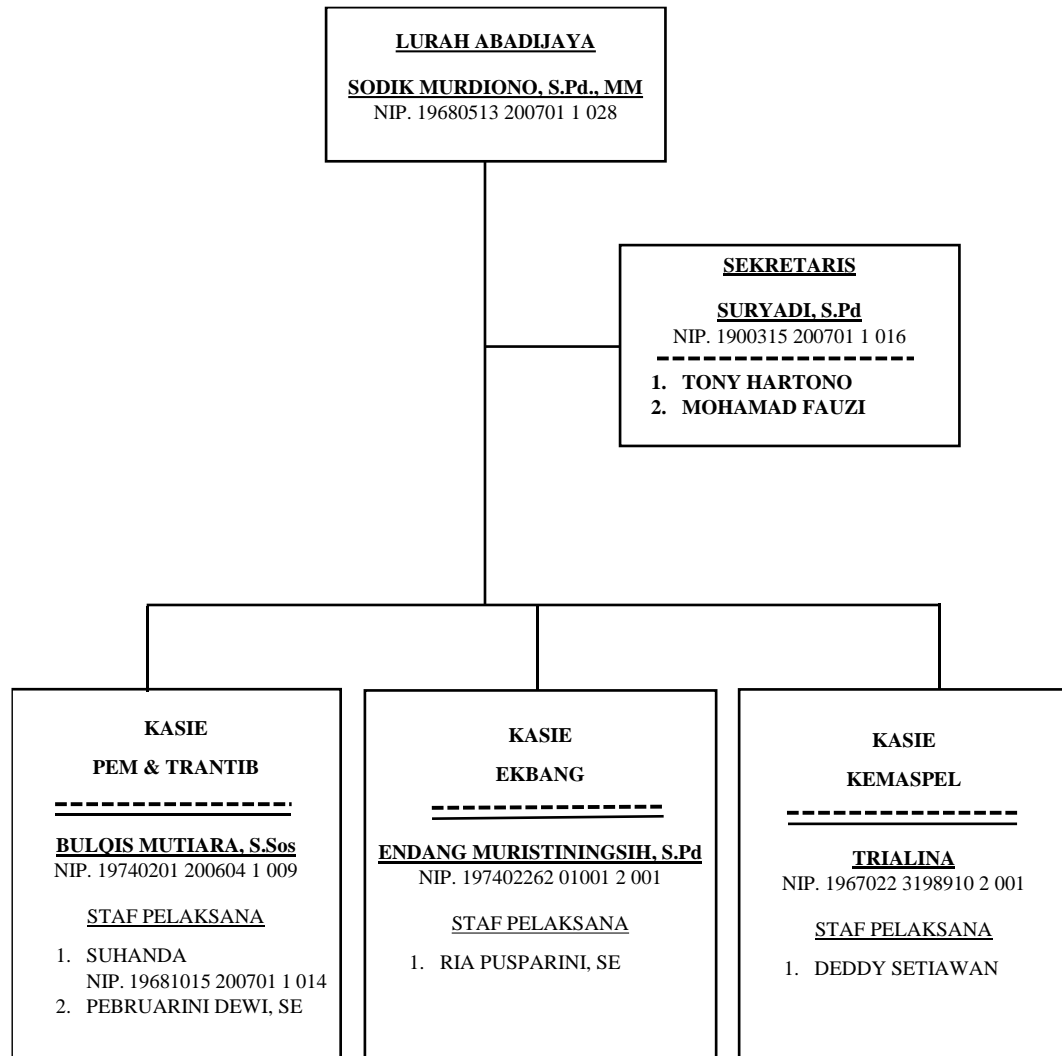 LURAH ABADIJAYA
SODIK MURDIONO, S.Pd., MM
NIP. 19680513 200701 1 028
SEKRETARIS
SURYADI, S.Pd
NIP. 1900315 200701 1 016
1. TONY HARTONO
2. MOHAMAD FAUZI
KASIE
PEM & TRANTIB
BULQIS MUTIARA, S.Sos
NIP. 19740201 200604 1 009
STAF PELAKSANA
1. SUHANDA
NIP. 19681015 200701 1 014
2. PEBRUARINI DEWI, SE
KASIE
EKBANG
ENDANG MURISTININGSIH, S.Pd
NIP. 197402262 01001 2 001
STAF PELAKSANA
1. RIA PUSPARINI, SE
KASIE
KEMASPEL
TRIALINA
NIP. 1967022 3198910 2 001
STAF PELAKSANA
1. DEDDY SETIAWAN